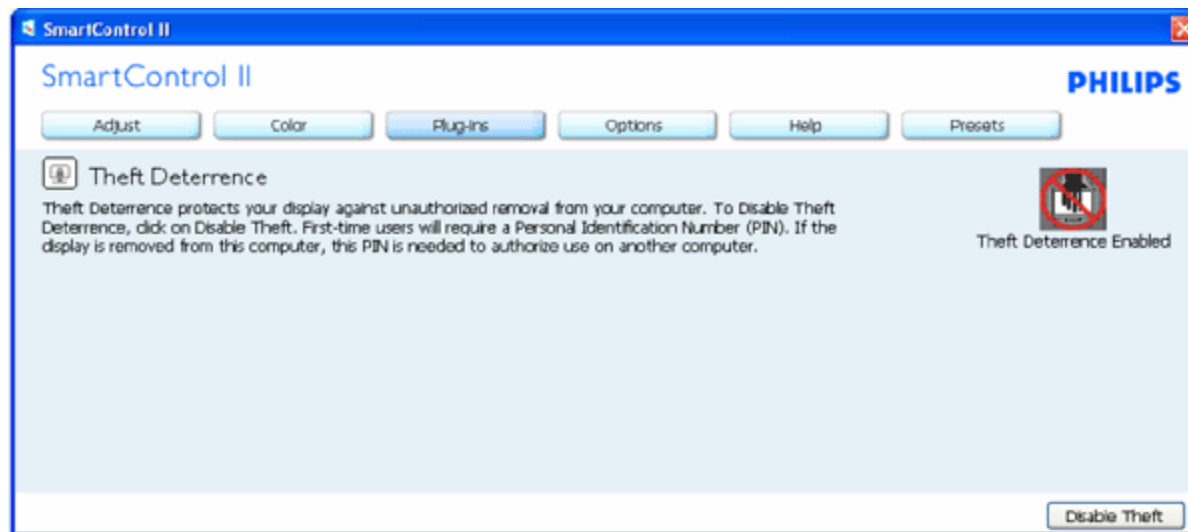 SmartControl II
SmartControl II
PHILIPS
Adjust Color Plug-Ins Options Help Presets
Theft Deterrence
Theft Deterrence protects your display against unauthorized removal from your computer. To Disable Theft
Deterrence, click on Disable Theft. First-time users will require a Personal Identification Number (PIN). If the
display is removed from this computer, this PIN is needed to authorize use on another computer.
Theft Deterrence Enabled
Disable Theft